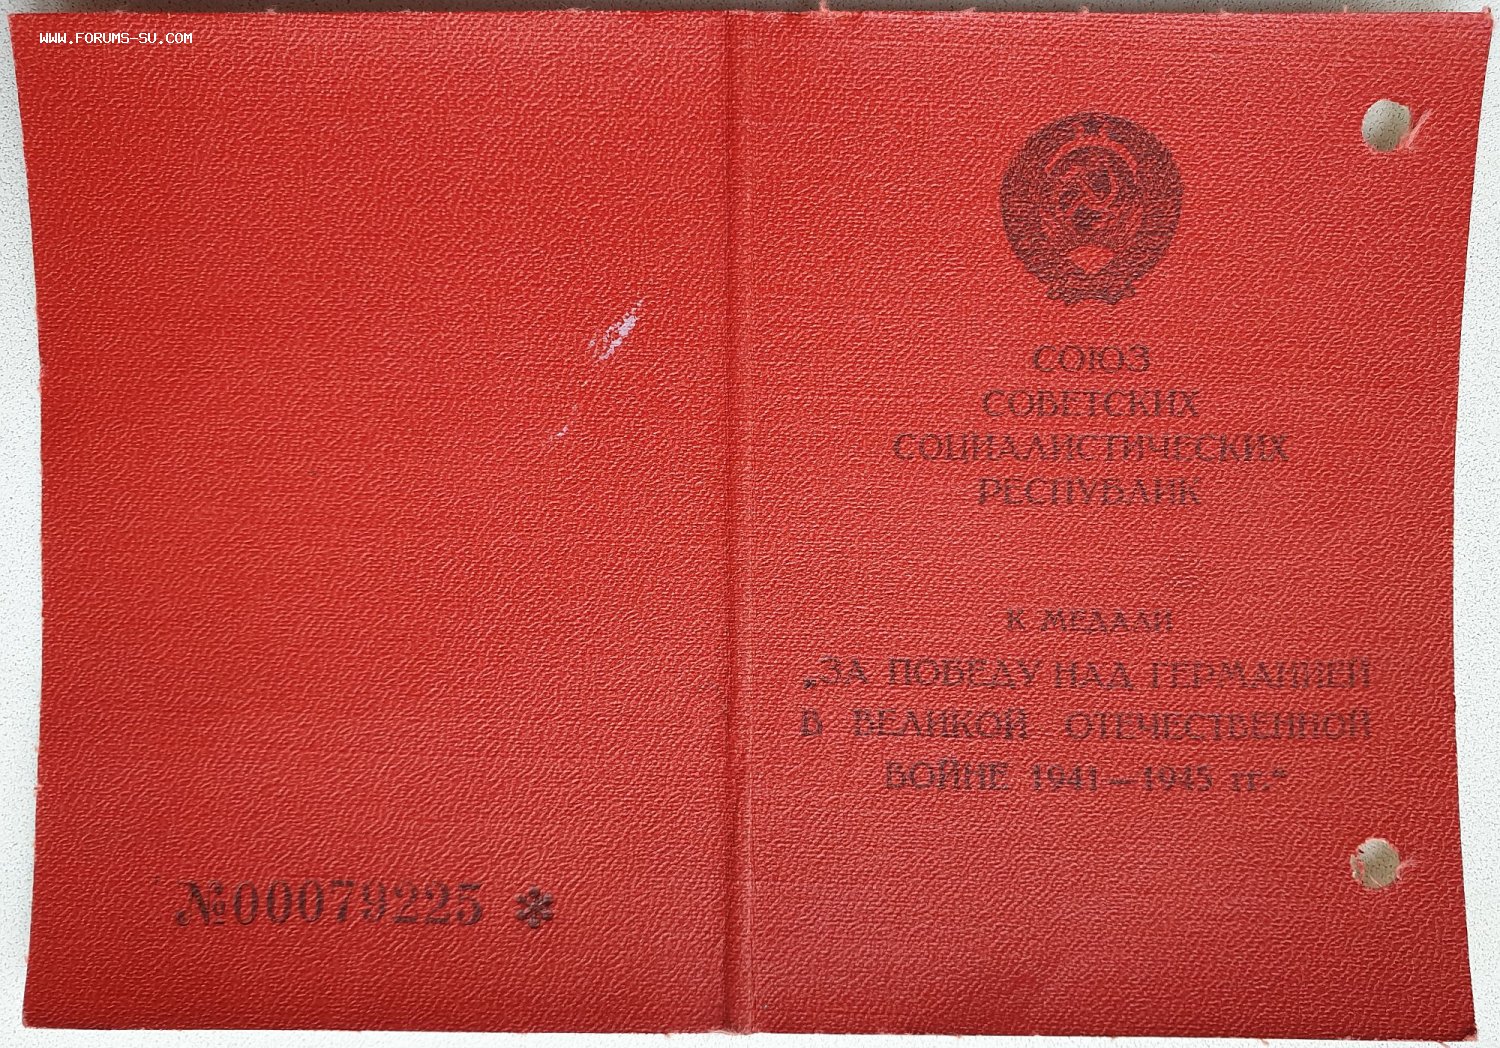 WWW.FORUMS-SU.COM
СОЮЗ
СОВЕТСКИХ
СОЦИАЛИСТИЧЕСКИХ
РЕСПУБЛИК
К МЕДАЛИ
„ЗА ПОБЕДУ НАД ГЕРМАНИЕЙ
В ВЕЛИКОЙ ОТЕЧЕСТВЕННОЙ
ВОЙНЕ 1941—1945 гг.“
№00079225 *